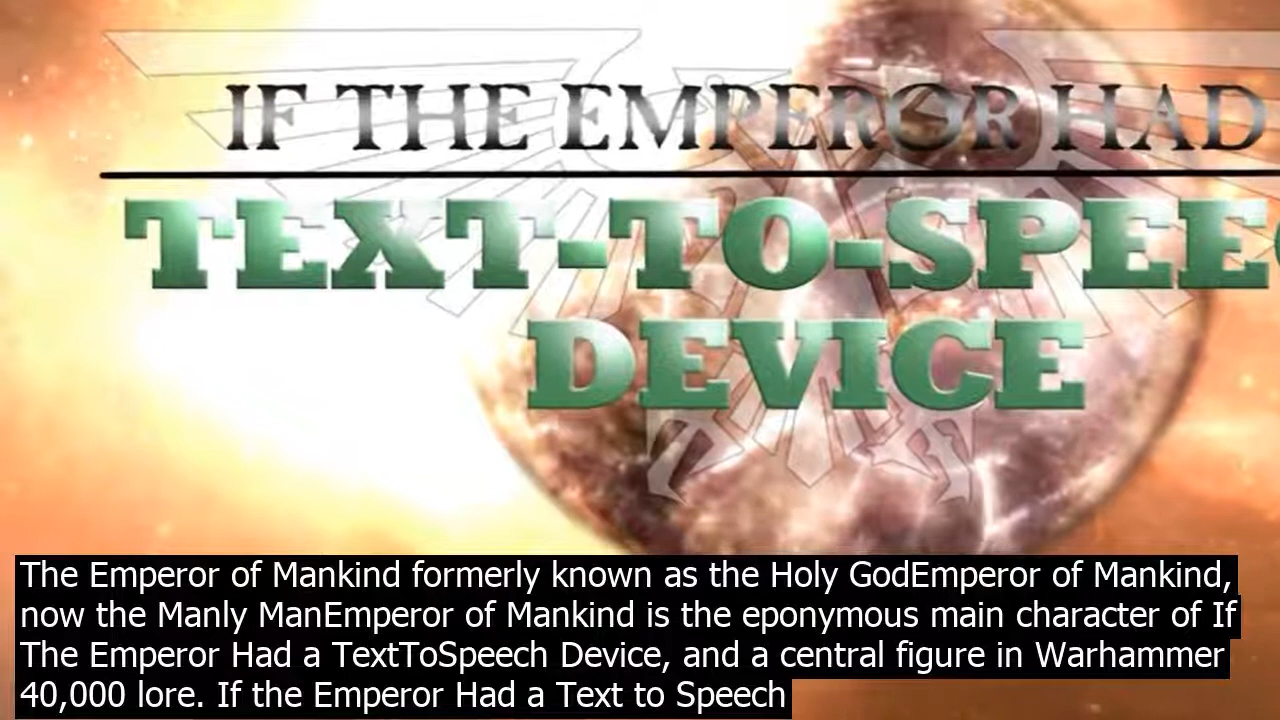 IF THE EMPEROR HAD
TEXT-TO-SPEE
DEVICE
The Emperor of Mankind formerly known as the Holy GodEmperor of Mankind,
now the Manly ManEmperor of Mankind is the eponymous main character of If
The Emperor Had a TextToSpeech Device, and a central figure in Warhammer
40,000 lore. If the Emperor Had a Text to Speech